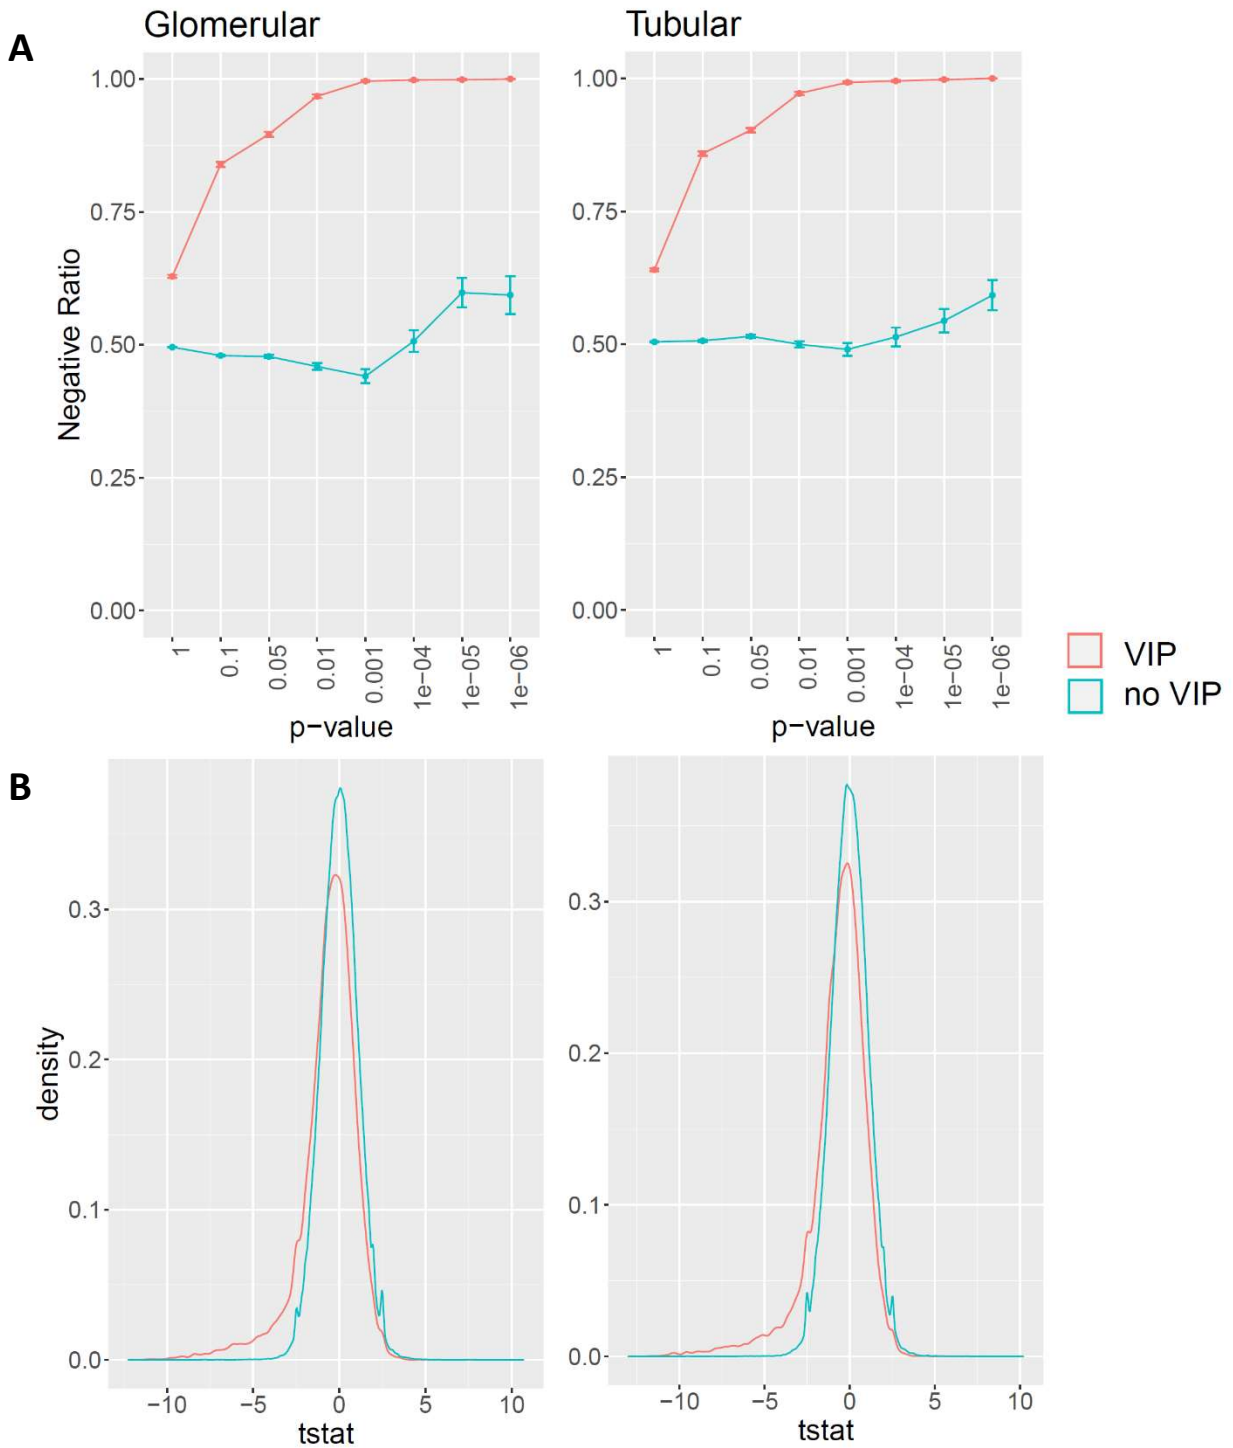 A
Glomerular
Tubular
Negative Ratio
1.00
0.75
0.50
0.25
0.00
1.00
0.75
0.50
0.25
0.00
1
0.1
0.05
0.01
0.001
1e−04
1e−05
1e−06
1
0.1
0.05
0.01
0.001
1e−04
1e−05
1e−06
p−value
p−value
VIP
no VIP
B
density
0.3
0.2
0.1
0.0
0.3
0.2
0.1
0.0
−10 −5 0 5 10
−10 −5 0 5 10
tstat
tstat